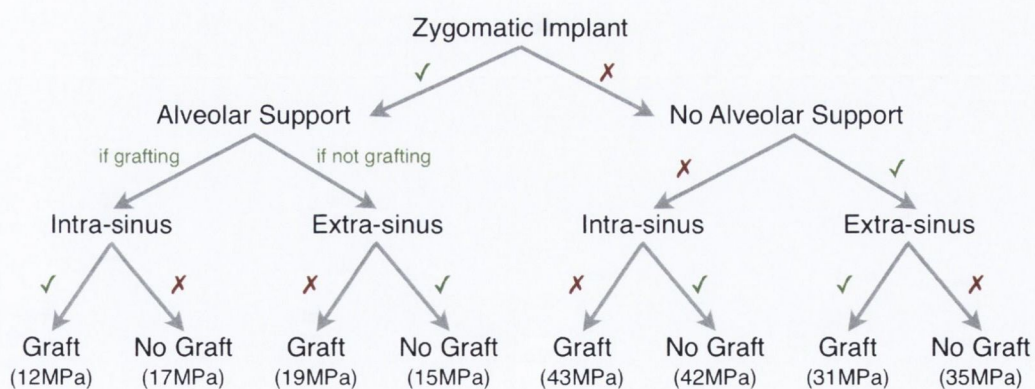 Zygomatic Implant
✓ ✗
Alveolar Support No Alveolar Support
if grafting if not grafting ✗ ✓
Intra-sinus Extra-sinus Intra-sinus Extra-sinus
✓ ✗ ✗ ✓ ✗ ✓ ✓ ✗
Graft No Graft Graft No Graft Graft No Graft Graft No Graft
(12MPa) (17MPa) (19MPa) (15MPa) (43MPa) (42MPa) (31MPa) (35MPa)